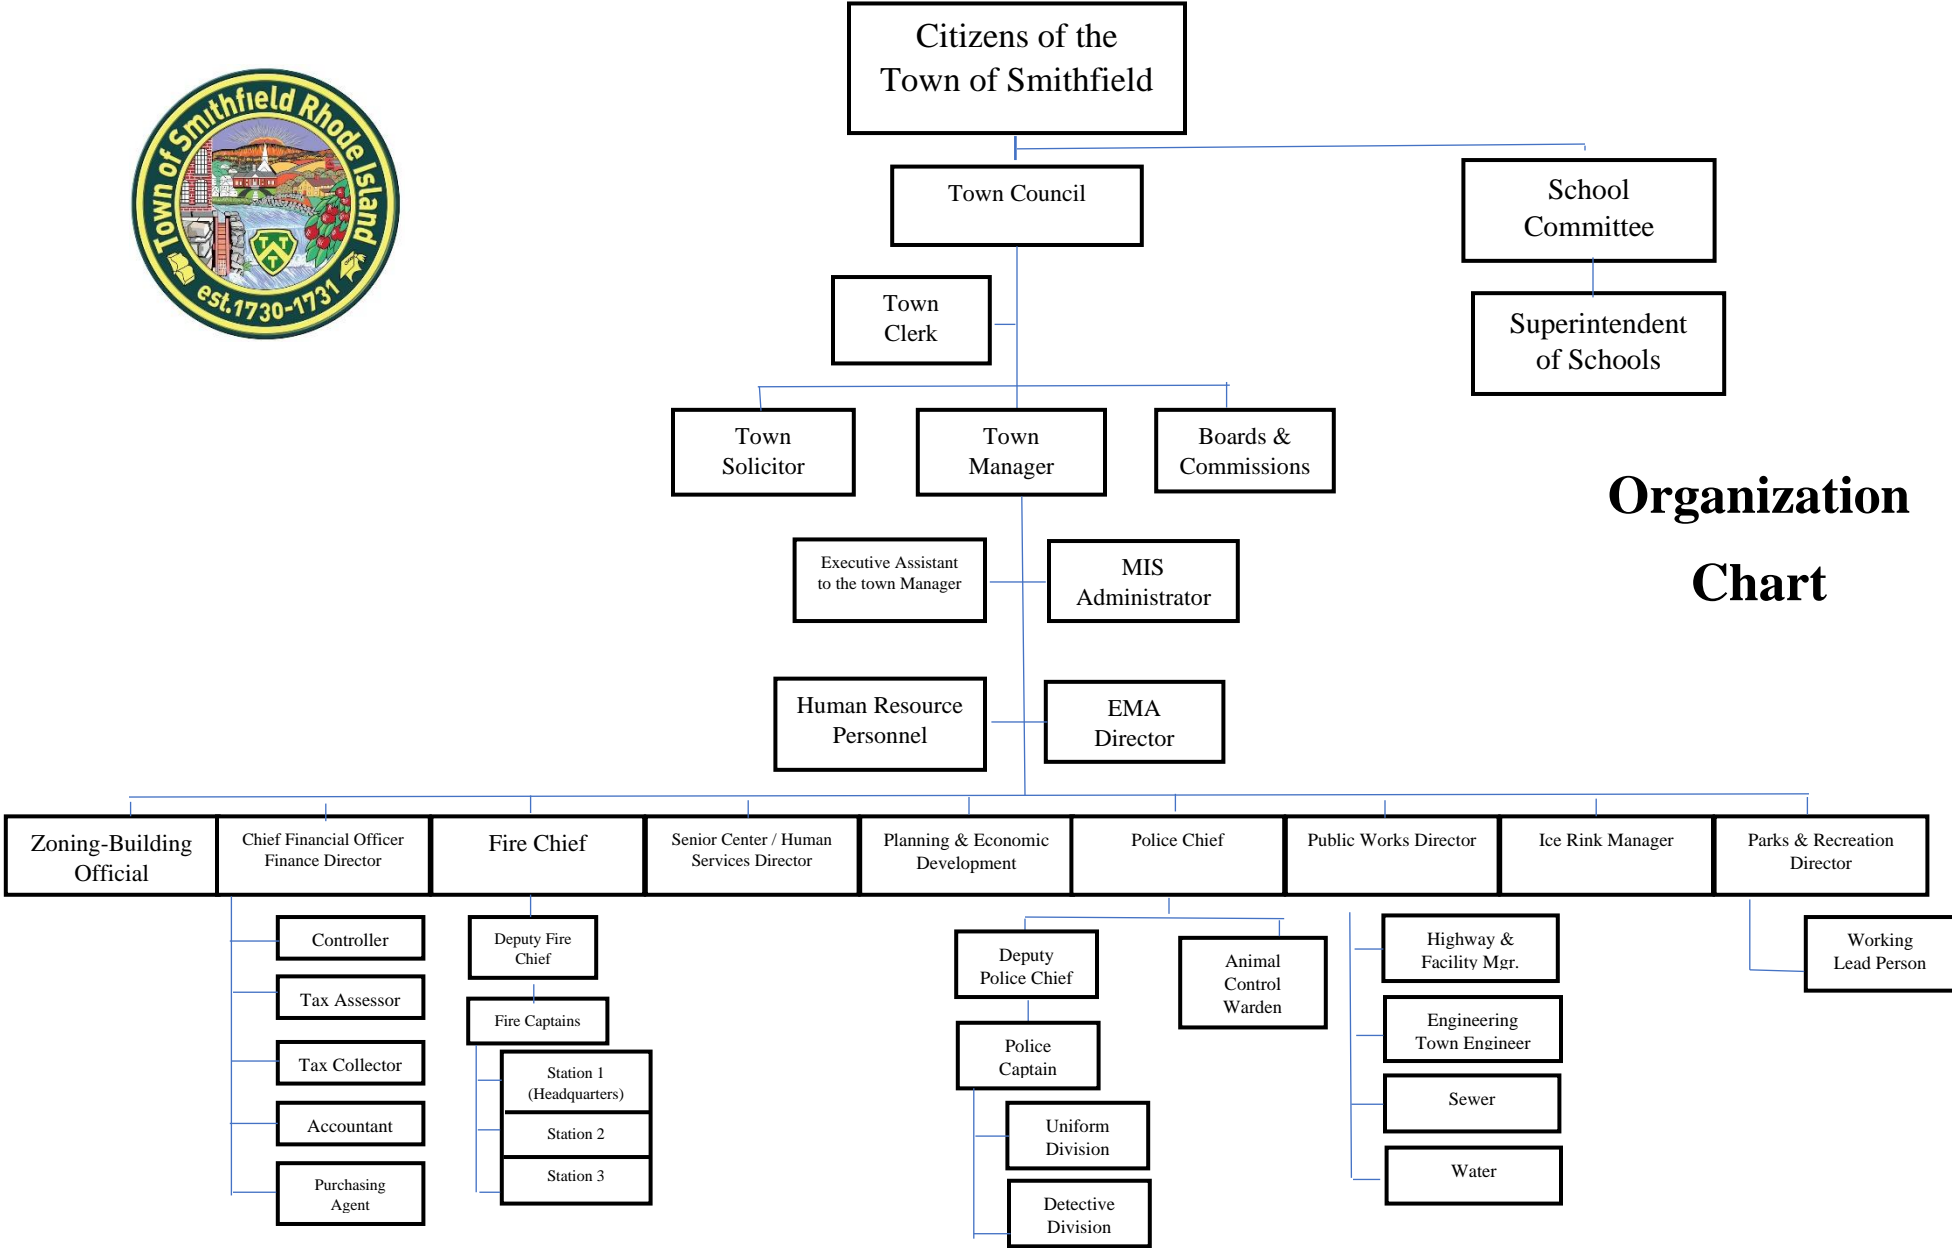 Citizens of the
Town of Smithfield
Town of Smithfield Rhode Island
est.1730-1731
T T
T
Town Council
School
Committee
Town
Clerk
Superintendent
of Schools
Town
Solicitor
Town
Manager
Boards &
Commissions
Organization
Chart
Executive Assistant
to the town Manager
MIS
Administrator
Human Resource
Personnel
EMA
Director
Zoning-Building
Official
Chief Financial Officer
Finance Director
Fire Chief
Senior Center / Human
Services Director
Planning & Economic
Development
Police Chief
Public Works Director
Ice Rink Manager
Parks & Recreation
Director
Controller
Tax Assessor
Tax Collector
Accountant
Purchasing
Agent
Deputy Fire
Chief
Fire Captains
Station 1
(Headquarters)
Station 2
Station 3
Deputy
Police Chief
Police
Captain
Uniform
Division
Detective
Division
Animal
Control
Warden
Highway &
Facility Mgr.
Engineering
Town Engineer
Sewer
Water
Working
Lead Person